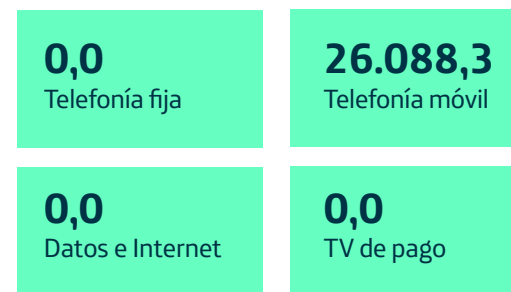 0,0
Telefonía fija
26.088,3
Telefonía móvil
0,0
Datos e Internet
0,0
TV de pago